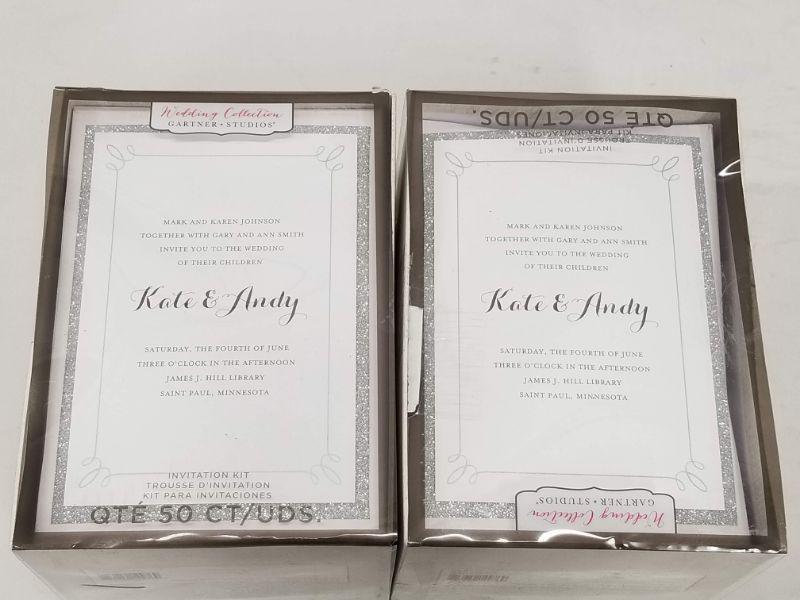 Wedding Collection
GARTNER • STUDIOS®
MARK AND KAREN JOHNSON
TOGETHER WITH GARY AND ANN SMITH
INVITE YOU TO THE WEDDING
OF THEIR CHILDREN
Kate & Andy
SATURDAY, THE FOURTH OF JUNE
THREE O'CLOCK IN THE AFTERNOON
JAMES J. HILL LIBRARY
SAINT PAUL, MINNESOTA
INVITATION KIT
TROUSSE D'INVITATION
KIT PARA INVITACIONES
QTÉ 50 CT/UDS.
QTÉ 50 CT/UDS.
KIT PARA INVITACIONES
TROUSSE D'INVITATION
INVITATION KIT
MARK AND KAREN JOHNSON
TOGETHER WITH GARY AND ANN SMITH
INVITE YOU TO THE WEDDING
OF THEIR CHILDREN
Kate & Andy
SATURDAY, THE FOURTH OF JUNE
THREE O'CLOCK IN THE AFTERNOON
JAMES J. HILL LIBRARY
SAINT PAUL, MINNESOTA
GARTNER • STUDIOS®
Wedding Collection